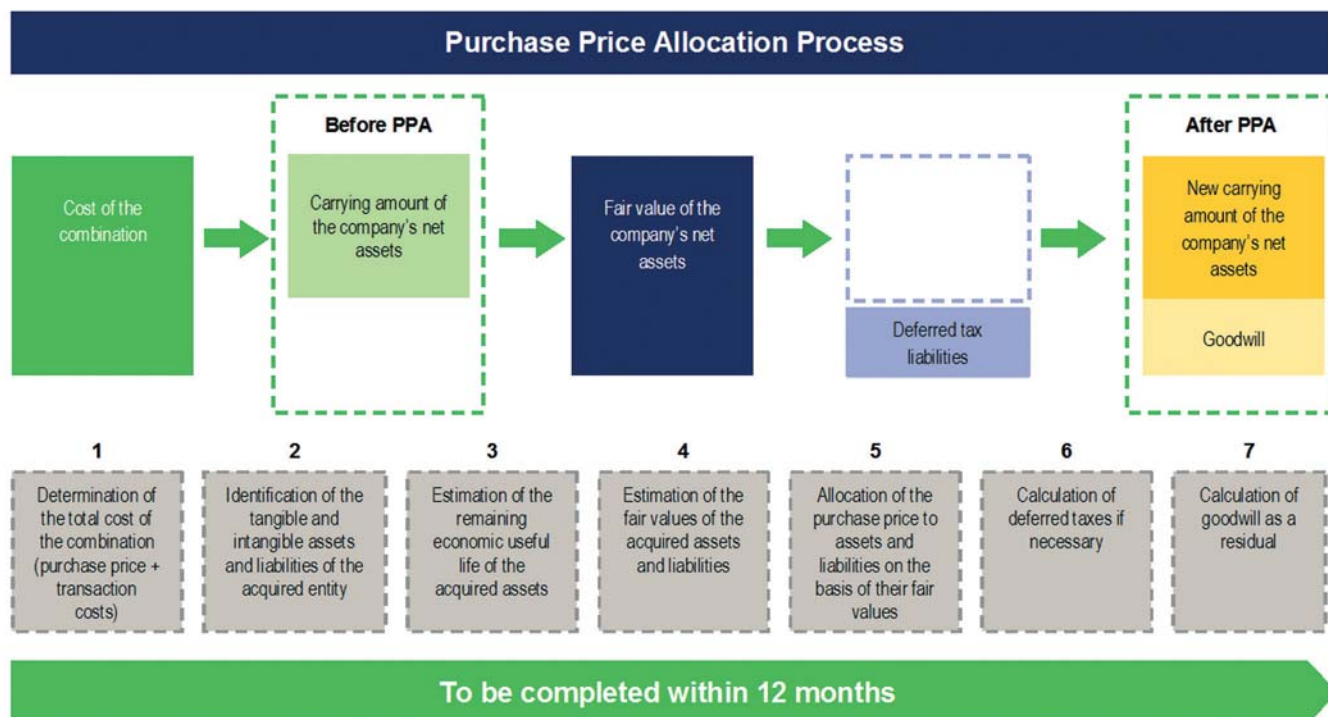 Purchase Price Allocation Process
Before PPA
After PPA
Cost of the
combination
Carrying amount of
the company's net
assets
Fair value of the
company's net
assets
Deferred tax
liabilities
New carrying
amount of the
company's net
assets
Goodwill
1
Determination of
the total cost of
the combination
(purchase price +
transaction
costs)
2
Identification of the
tangible and
intangible assets
and liabilities of the
acquired entity
3
Estimation of the
remaining
economic useful
life of the
acquired assets
4
Estimation of the
fair values of the
acquired assets
and liabilities
5
Allocation of the
purchase price to
assets and
liabilities on the
basis of their fair
values
6
Calculation of
deferred taxes if
necessary
7
Calculation of
goodwill as a
residual
To be completed within 12 months